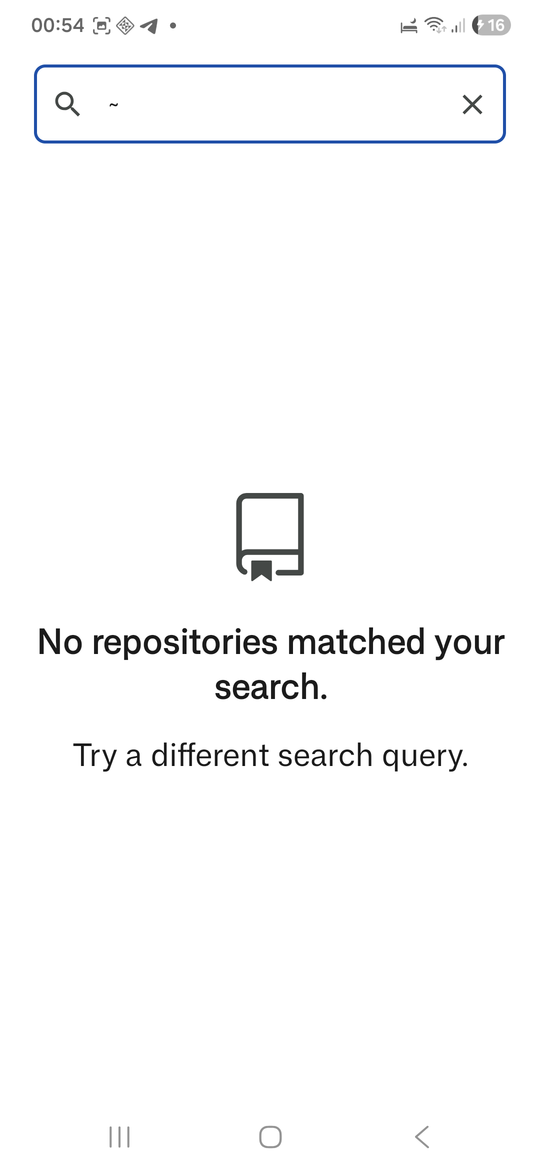 00:54
16
~
No repositories matched your
search.
Try a different search query.